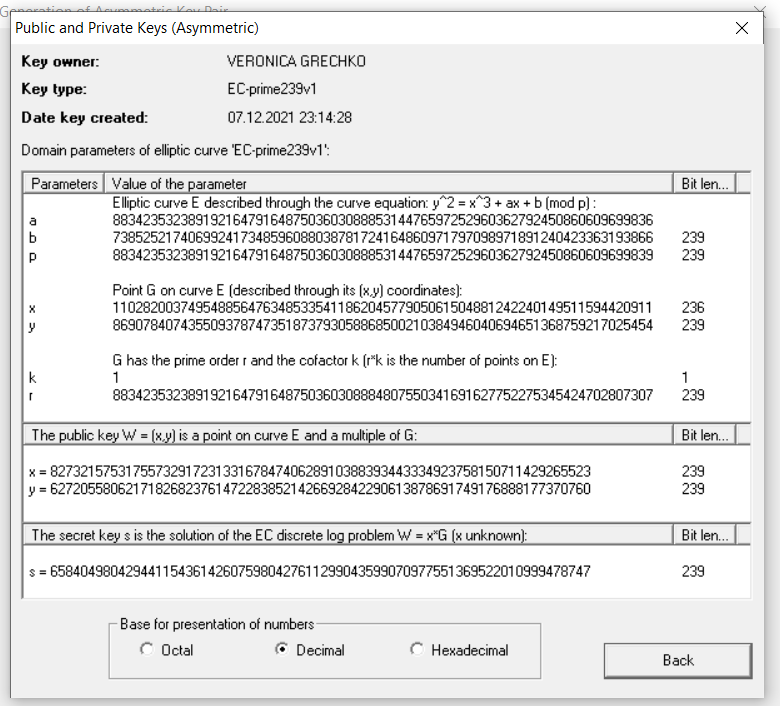 Generation of Asymmetric Key Pair
Public and Private Keys (Asymmetric)
Key owner: VERONICA GRECHKO
Key type: EC-prime239v1
Date key created: 07.12.2021 23:14:28
Domain parameters of elliptic curve 'EC-prime239v1':
Parameters Value of the parameter Bit len...
Elliptic curve E described through the curve equation: y^2 = x^3 + ax + b (mod p) :
a 883423532389192164791648750360308885314476597252960362792450860609699836
b 738525217406992417348596088038781724164860971797098971891240423363193866 239
p 883423532389192164791648750360308885314476597252960362792450860609699839 239
Point G on curve E (described through its (x,y) coordinates):
x 110282003749548856476348533541186204577905061504881242240149511594420911 236
y 869078407435509378747351873793058868500210384946040694651368759217025454 239
G has the prime order r and the cofactor k (r*k is the number of points on E):
k 1 1
r 883423532389192164791648750360308884807550341691627752275345424702807307 239
The public key W = (x,y) is a point on curve E and a multiple of G: Bit len...
x = 827321575317557329172313316784740628910388393443334923758150711429265523 239
y = 627205580621718268237614722838521426692842290613878691749176888177370760 239
The secret key s is the solution of the EC discrete log problem W = x*G (x unknown): Bit len...
s = 658404980429441154361426075980427611299043599070977551369522010999478747 239
Base for presentation of numbers
Octal Decimal Hexadecimal
Back